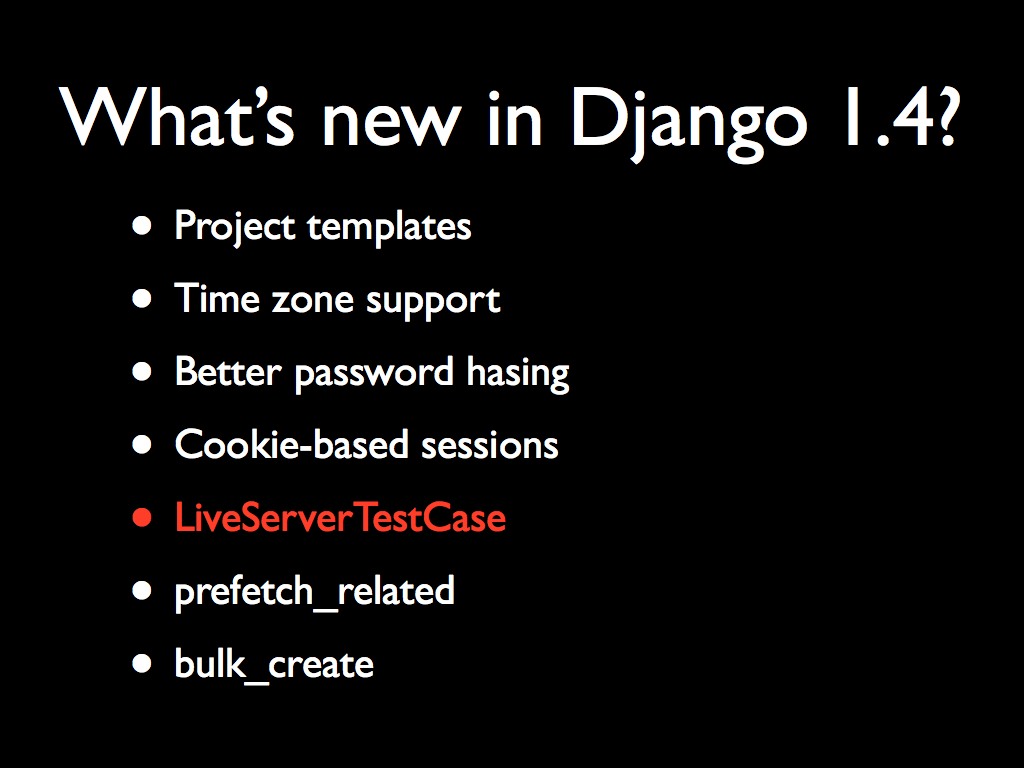 What's new in Django 1.4?
• Project templates
• Time zone support
• Better password hasing
• Cookie-based sessions
• LiveServerTestCase
• prefetch_related
• bulk_create